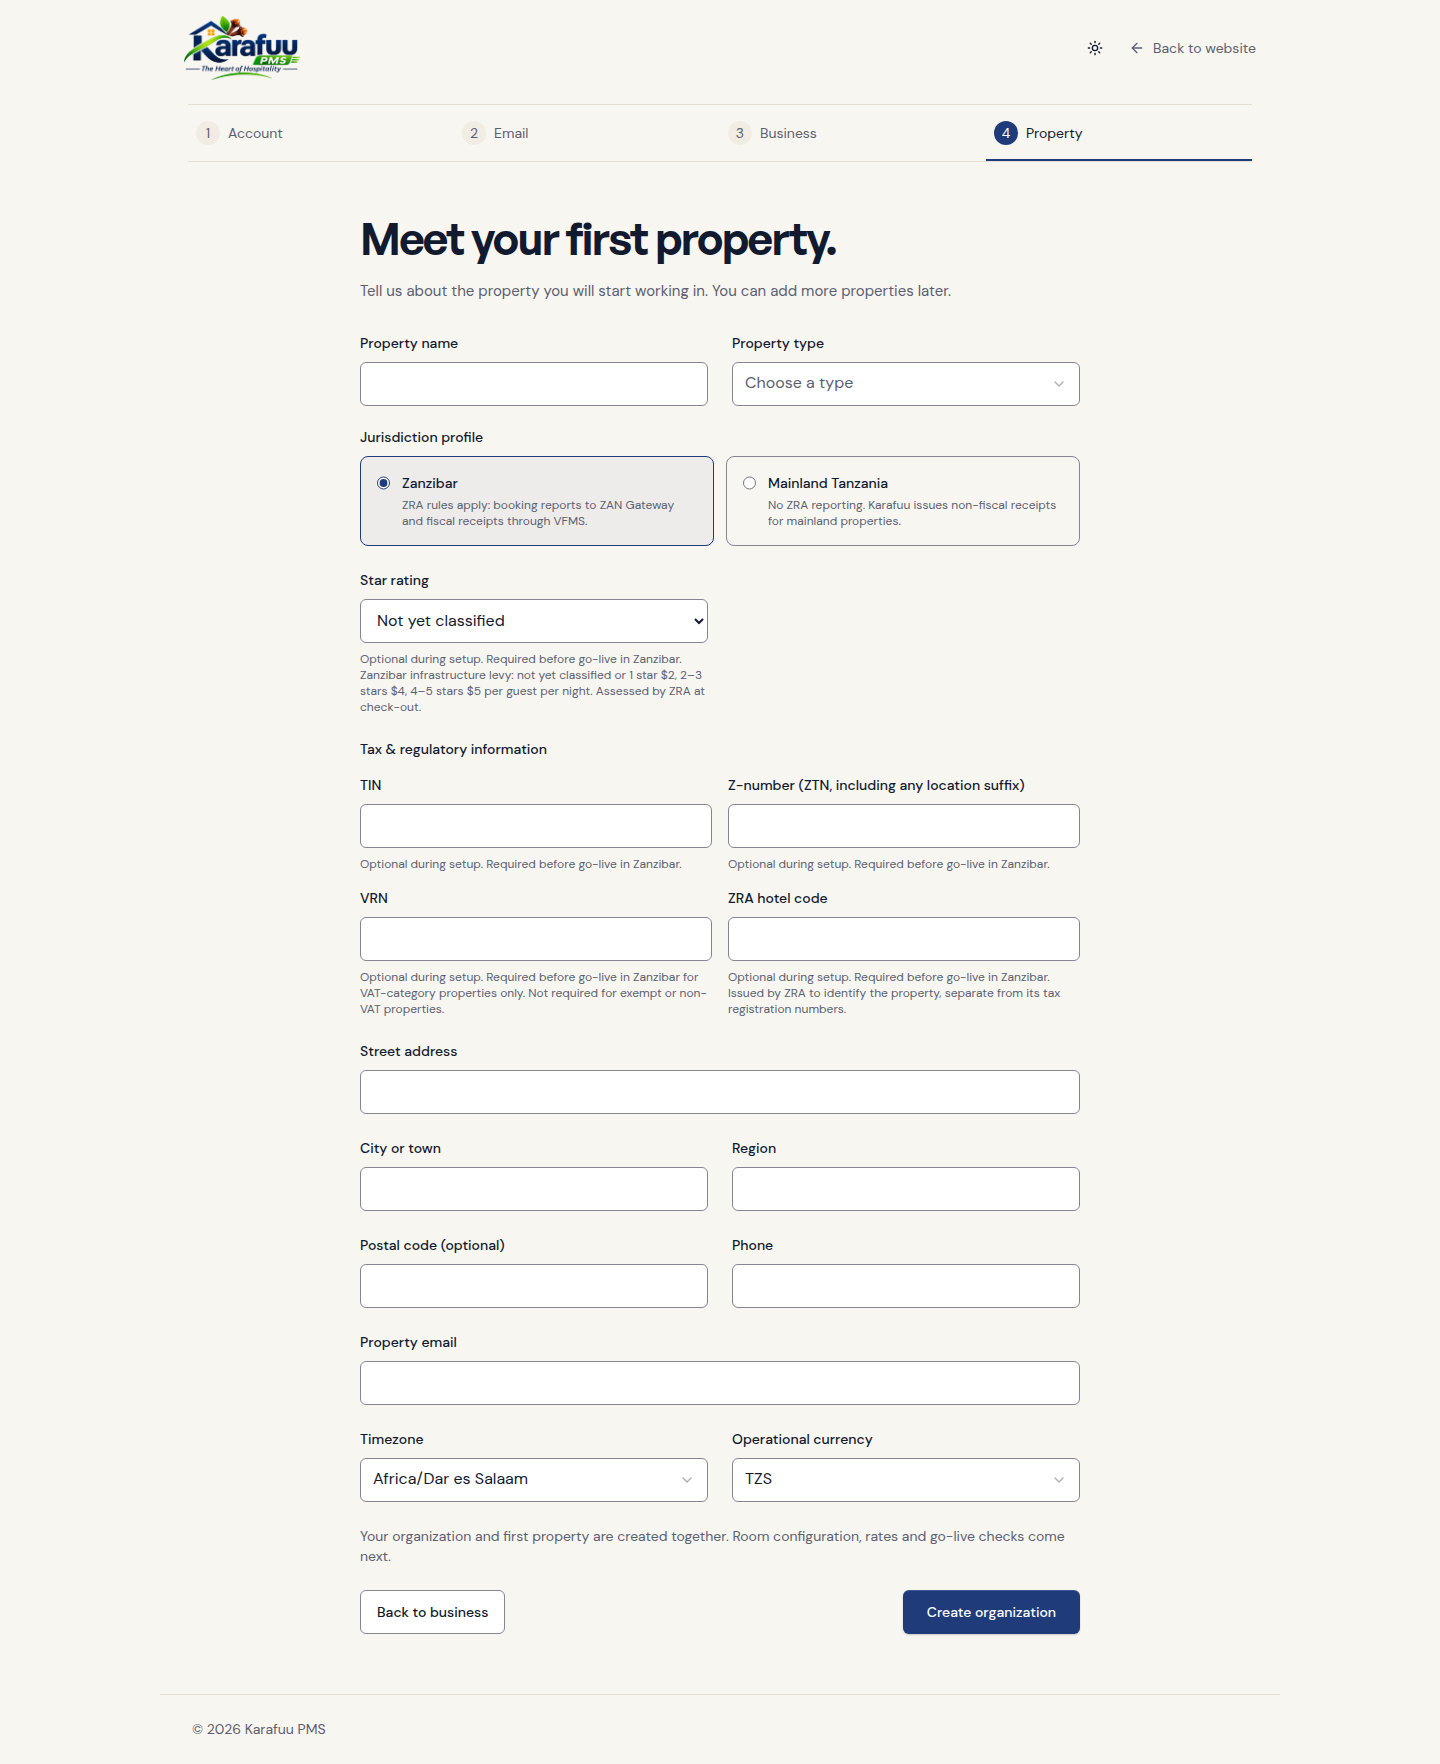 Karafuu
PMS
The Heart of Hospitality
Back to website
1 Account
2 Email
3 Business
4 Property
Meet your first property.
Tell us about the property you will start working in. You can add more properties later.
Property name
Property type
Choose a type
Jurisdiction profile
Zanzibar
ZRA rules apply: booking reports to ZAN Gateway
and fiscal receipts through VFMS.
Mainland Tanzania
No ZRA reporting. Karafuu issues non-fiscal receipts
for mainland properties.
Star rating
Not yet classified
Optional during setup. Required before go-live in Zanzibar.
Zanzibar infrastructure levy: not yet classified or 1 star $2, 2–3
stars $4, 4–5 stars $5 per guest per night. Assessed by ZRA at
check-out.
Tax & regulatory information
TIN
Optional during setup. Required before go-live in Zanzibar.
Z-number (ZTN, including any location suffix)
Optional during setup. Required before go-live in Zanzibar.
VRN
Optional during setup. Required before go-live in Zanzibar for
VAT-category properties only. Not required for exempt or non-
VAT properties.
ZRA hotel code
Optional during setup. Required before go-live in Zanzibar.
Issued by ZRA to identify the property, separate from its tax
registration numbers.
Street address
City or town
Region
Postal code (optional)
Phone
Property email
Timezone
Africa/Dar es Salaam
Operational currency
TZS
Your organization and first property are created together. Room configuration, rates and go-live checks come
next.
Back to business
Create organization
© 2026 Karafuu PMS